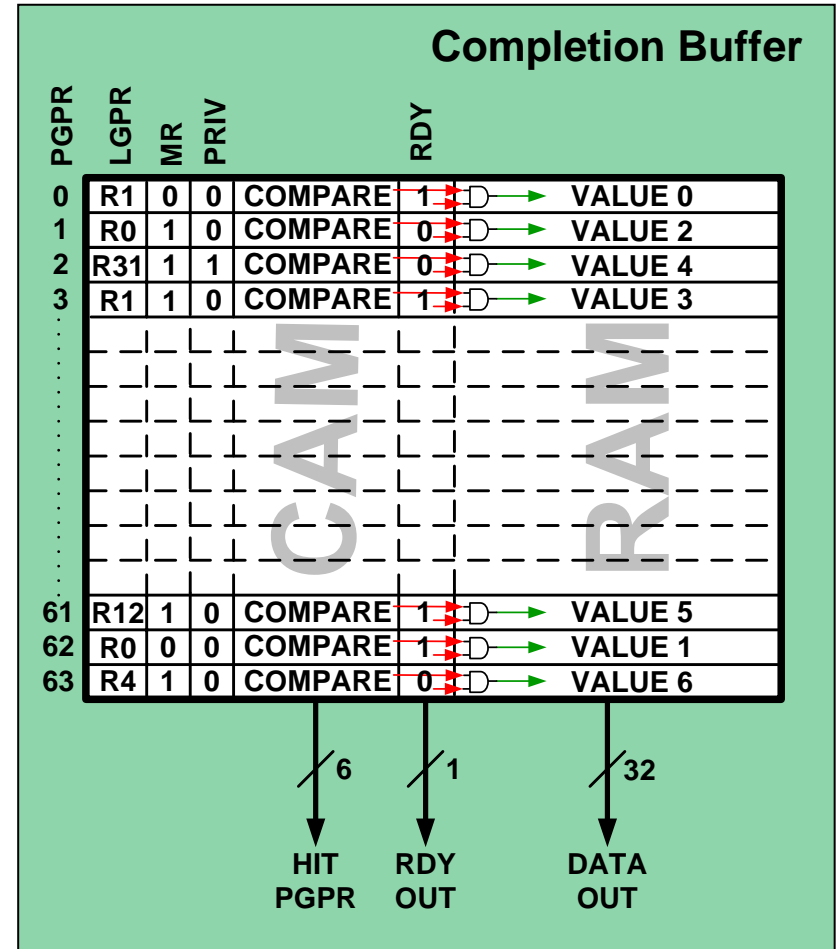 Completion Buffer
PGPR LGPR MR PRIV RDY
0 R1 0 0 COMPARE 1 VALUE 0
1 R0 1 0 COMPARE 0 VALUE 2
2 R31 1 1 COMPARE 0 VALUE 4
3 R1 1 0 COMPARE 1 VALUE 3
CAM RAM
61 R12 1 0 COMPARE 1 VALUE 5
62 R0 0 0 COMPARE 1 VALUE 1
63 R4 1 0 COMPARE 0 VALUE 6
6 1 32
HIT RDY DATA
PGPR OUT OUT